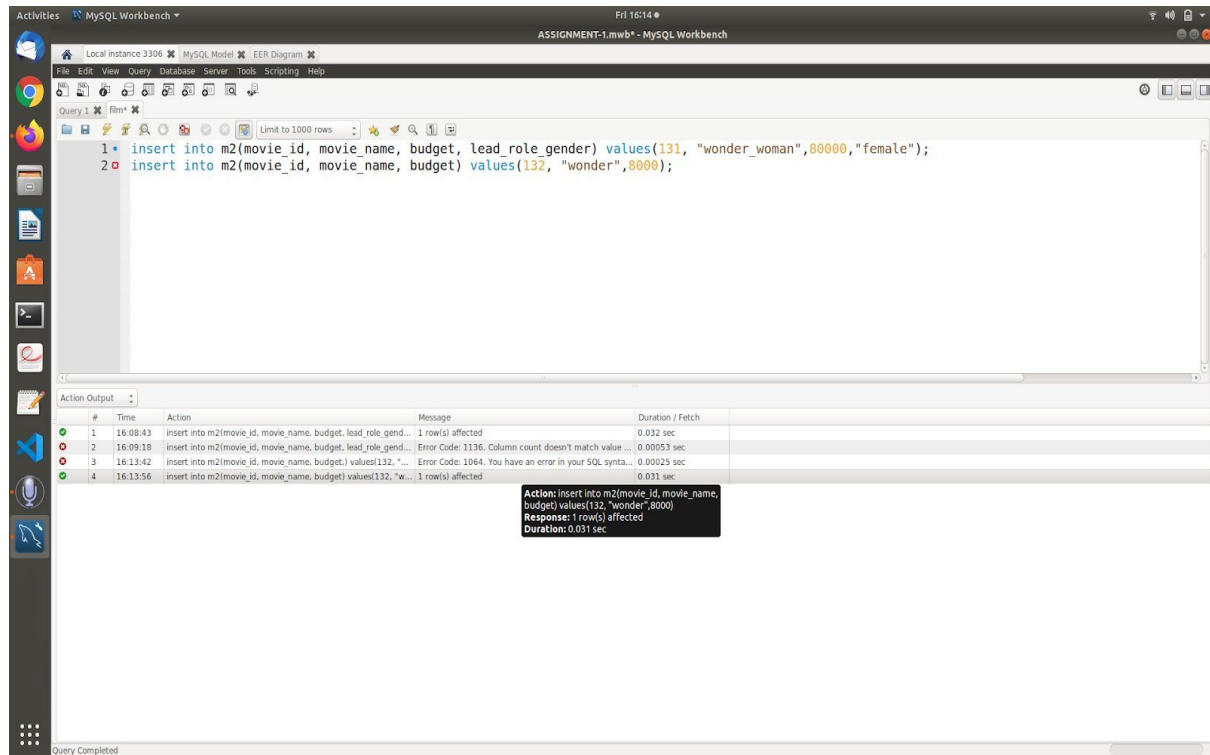 Activities MySQL Workbench Fri 16:14
ASSIGNMENT-1.mwb* - MySQL Workbench
Local instance 3306 MySQL Model EER Diagram
File Edit View Query Database Server Tools Scripting Help
Query 1 film*
Limit to 1000 rows
1 insert into m2(movie_id, movie_name, budget, lead_role_gender) values(131, "wonder_woman",80000,"female");
2 insert into m2(movie_id, movie_name, budget) values(132, "wonder",8000);
Action Output
# Time Action Message Duration / Fetch
1 16:08:43 insert into m2(movie_id, movie_name, budget, lead_role_gend... 1 row(s) affected 0.032 sec
2 16:09:18 insert into m2(movie_id, movie_name, budget, lead_role_gend... Error Code: 1136. Column count doesn't match value ... 0.00053 sec
3 16:13:42 insert into m2(movie_id, movie_name, budget,) values(132, "... Error Code: 1064. You have an error in your SQL synta... 0.00025 sec
4 16:13:56 insert into m2(movie_id, movie_name, budget) values(132, "w... 1 row(s) affected 0.031 sec
Action: insert into m2(movie_id, movie_name,
budget) values(132, "wonder",8000)
Response: 1 row(s) affected
Duration: 0.031 sec
Query Completed